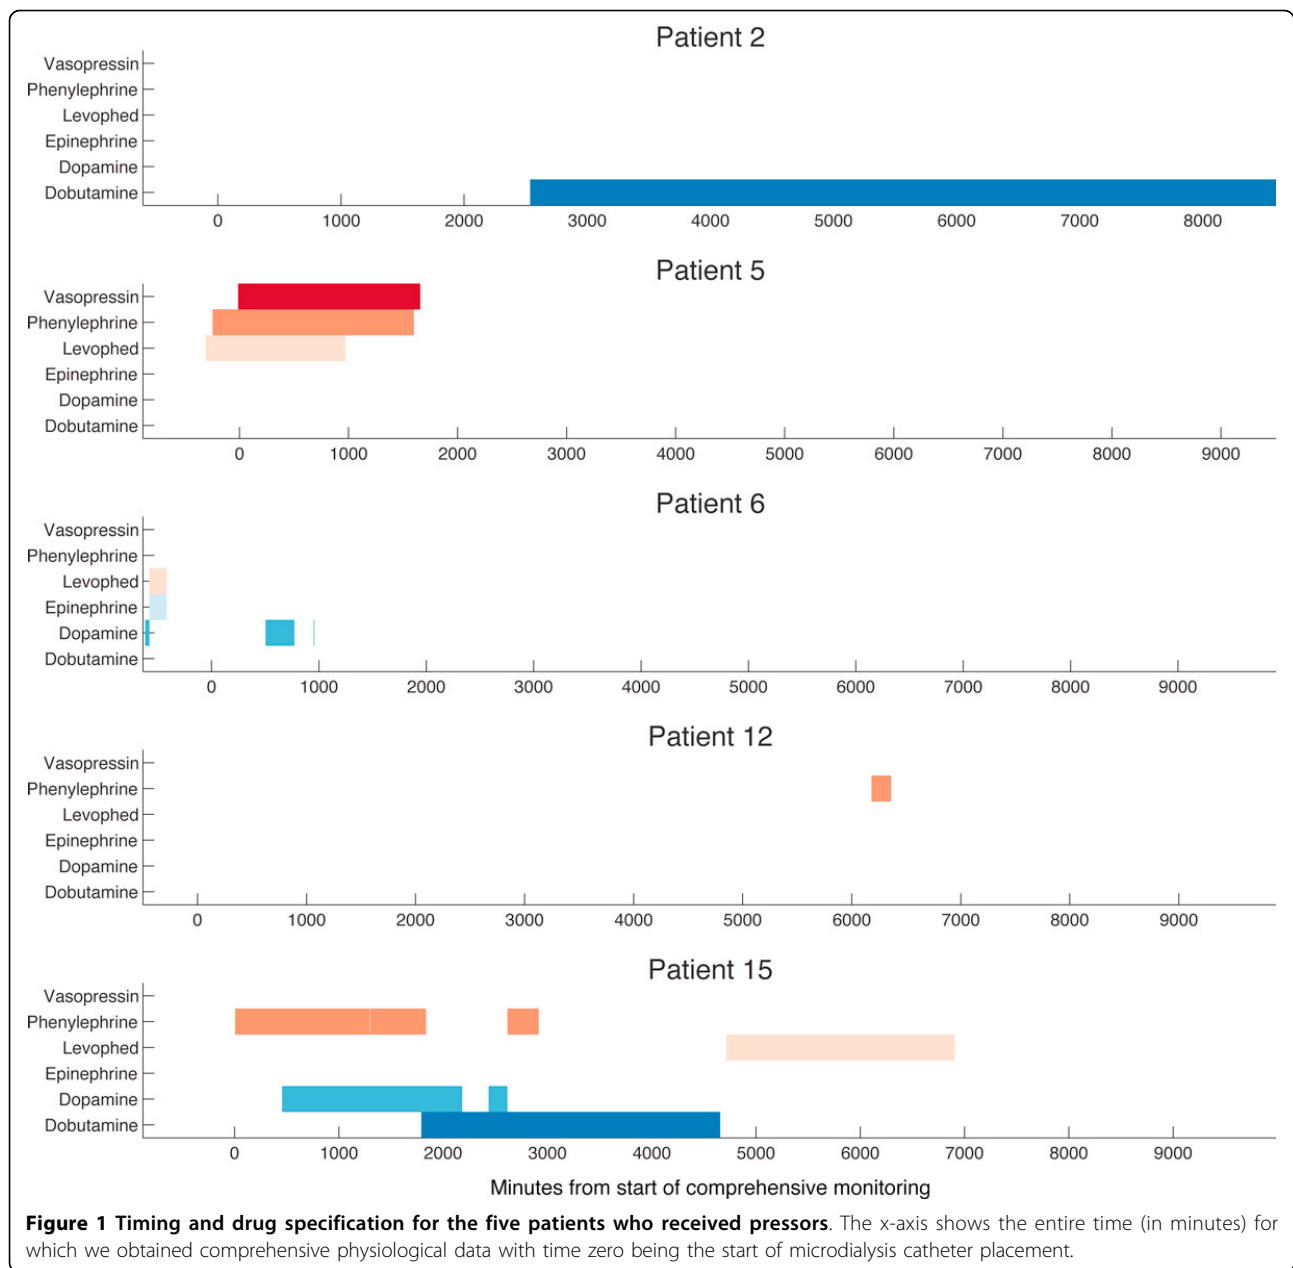 Patient 2
Vasopressin
Phenylephrine
Levophed
Epinephrine
Dopamine
Dobutamine
0 1000 2000 3000 4000 5000 6000 7000 8000
Patient 5
Vasopressin
Phenylephrine
Levophed
Epinephrine
Dopamine
Dobutamine
0 1000 2000 3000 4000 5000 6000 7000 8000 9000
Patient 6
Vasopressin
Phenylephrine
Levophed
Epinephrine
Dopamine
Dobutamine
0 1000 2000 3000 4000 5000 6000 7000 8000 9000
Patient 12
Vasopressin
Phenylephrine
Levophed
Epinephrine
Dopamine
Dobutamine
0 1000 2000 3000 4000 5000 6000 7000 8000 9000
Patient 15
Vasopressin
Phenylephrine
Levophed
Epinephrine
Dopamine
Dobutamine
0 1000 2000 3000 4000 5000 6000 7000 8000 9000
Minutes from start of comprehensive monitoring
Figure 1 Timing and drug specification for the five patients who received pressors. The x-axis shows the entire time (in minutes) for
which we obtained comprehensive physiological data with time zero being the start of microdialysis catheter placement.